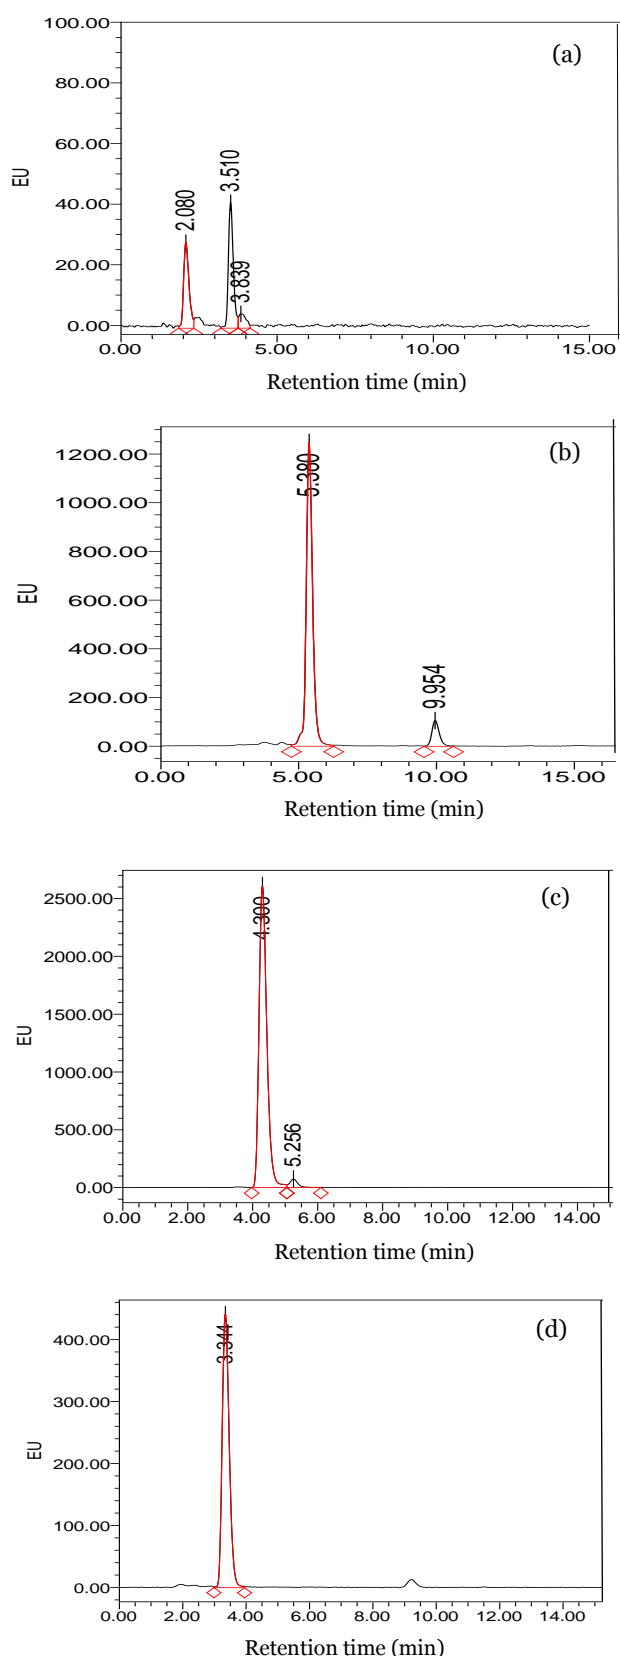 100.00
(a)
80.00
60.00
EU
3.510
2.080
40.00
3.839
20.00
0.00
0.00 5.00 10.00 15.00
Retention time (min)
(b)
1200.00
5.380
1000.00
800.00
EU
600.00
400.00
9.954
200.00
0.00
0.00 5.00 10.00 15.00
Retention time (min)
(c)
2500.00
4.300
2000.00
1500.00
EU
1000.00
5.256
500.00
0.00
0.00 2.00 4.00 6.00 8.00 10.00 12.00 14.00
Retention time (min)
(d)
400.00
3.344
300.00
EU
200.00
100.00
0.00
0.00 2.00 4.00 6.00 8.00 10.00 12.00 14.00
Retention time (min)